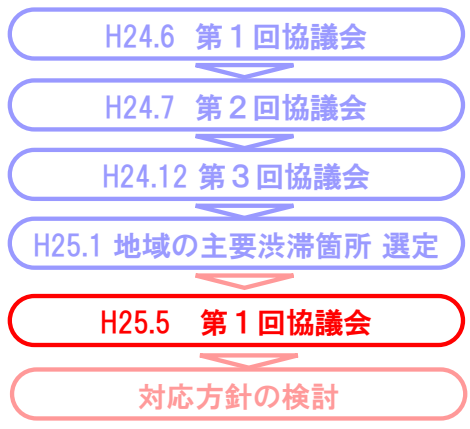 H24.6 第１回協議会
H24.7 第２回協議会
H24.12 第３回協議会
H25.1 地域の主要渋滞箇所 選定
H25.5 第１回協議会
対応方針の検討